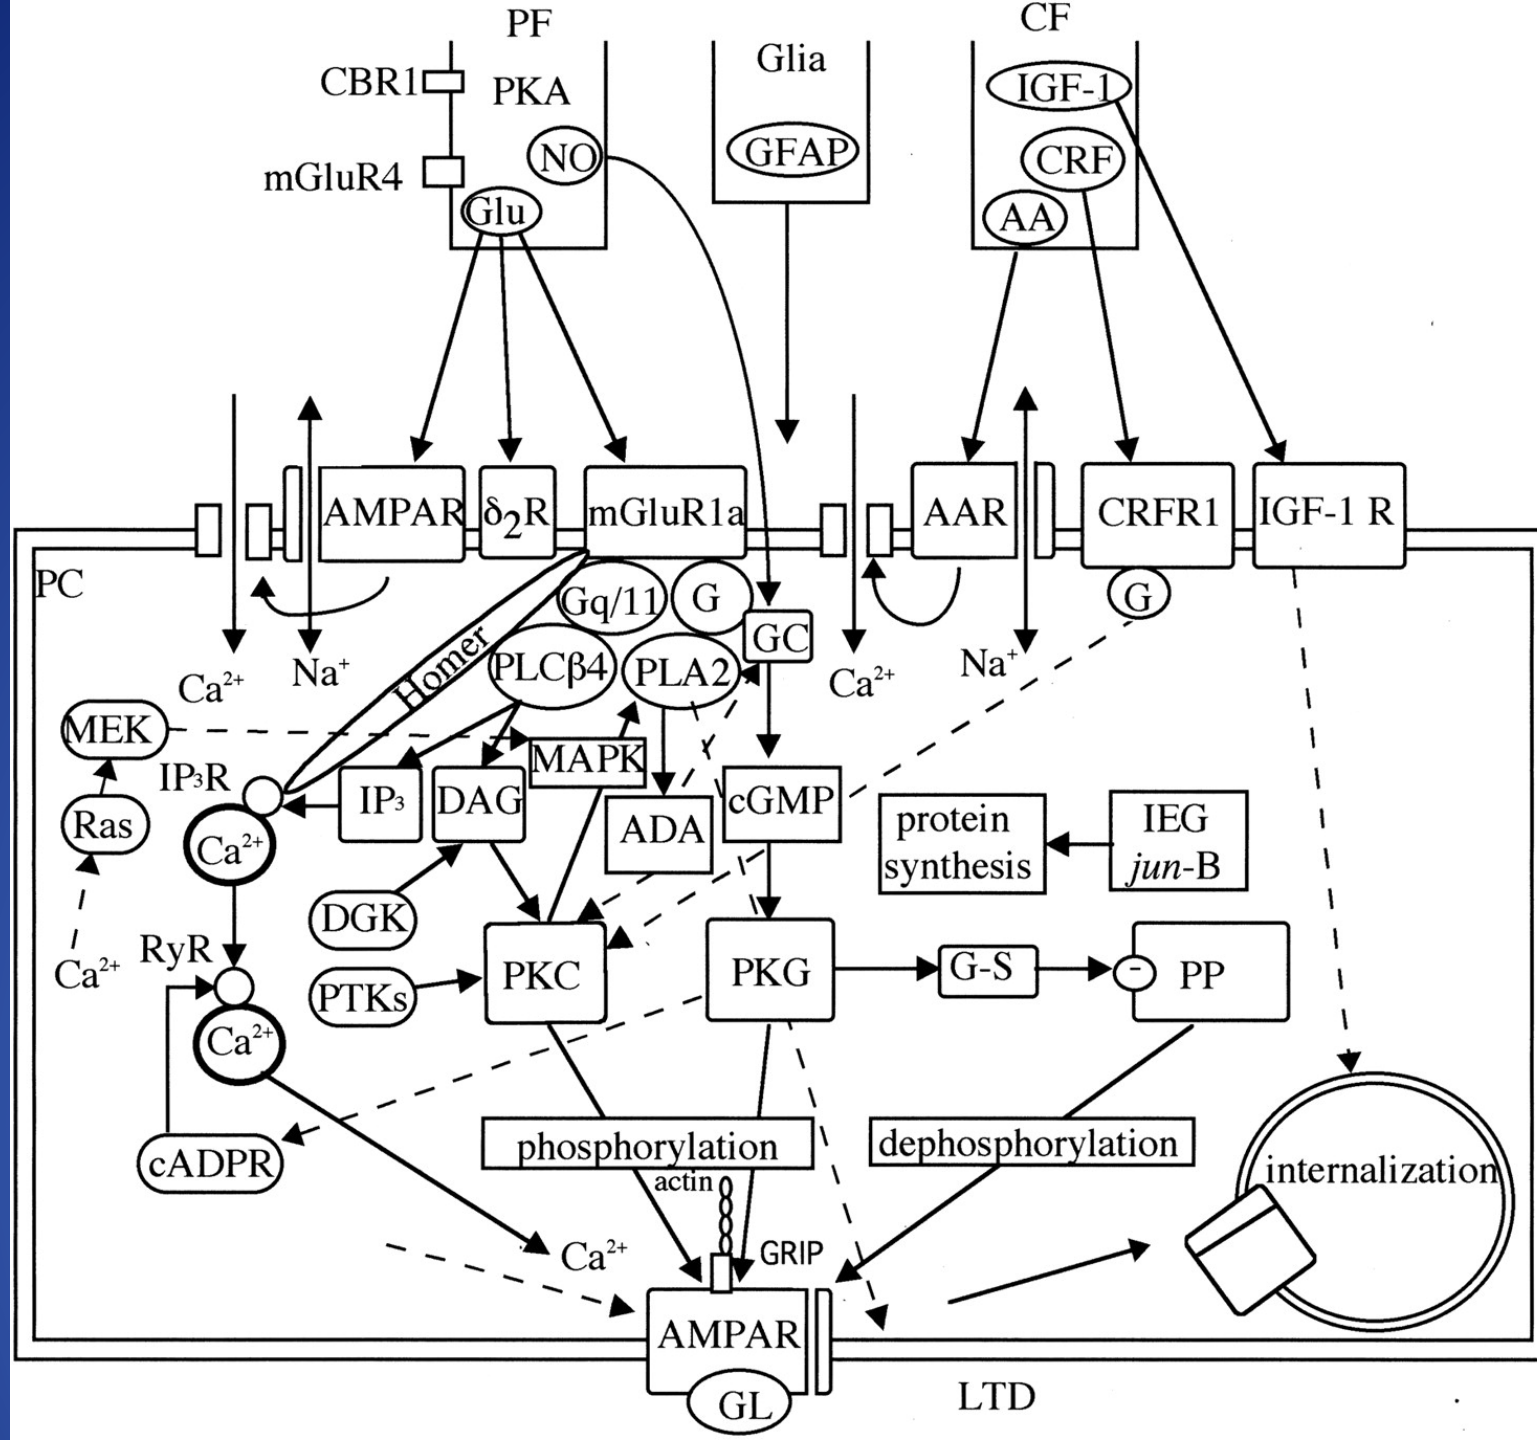 PF
Glia
CF
CBR1
PKA
IGF-1
mGluR4
NO
GFAP
CRF
Glu
AA
AMPAR
δ₂R
mGluR1a
AAR
CRFR1
IGF-1 R
PC
Gq/11
G
G
GC
Homer
PLCβ4
PLA2
Ca²⁺
Na⁺
Ca²⁺
Na⁺
MEK
MAPK
IP₃R
IP₃
DAG
ADA
cGMP
protein
synthesis
IEG
jun-B
Ras
Ca²⁺
DGK
RyR
Ca²⁺
PTKs
PKC
PKG
G-S
-
PP
Ca²⁺
cADPR
phosphorylation
dephosphorylation
internalization
actin
Ca²⁺
GRIP
AMPAR
GL
LTD